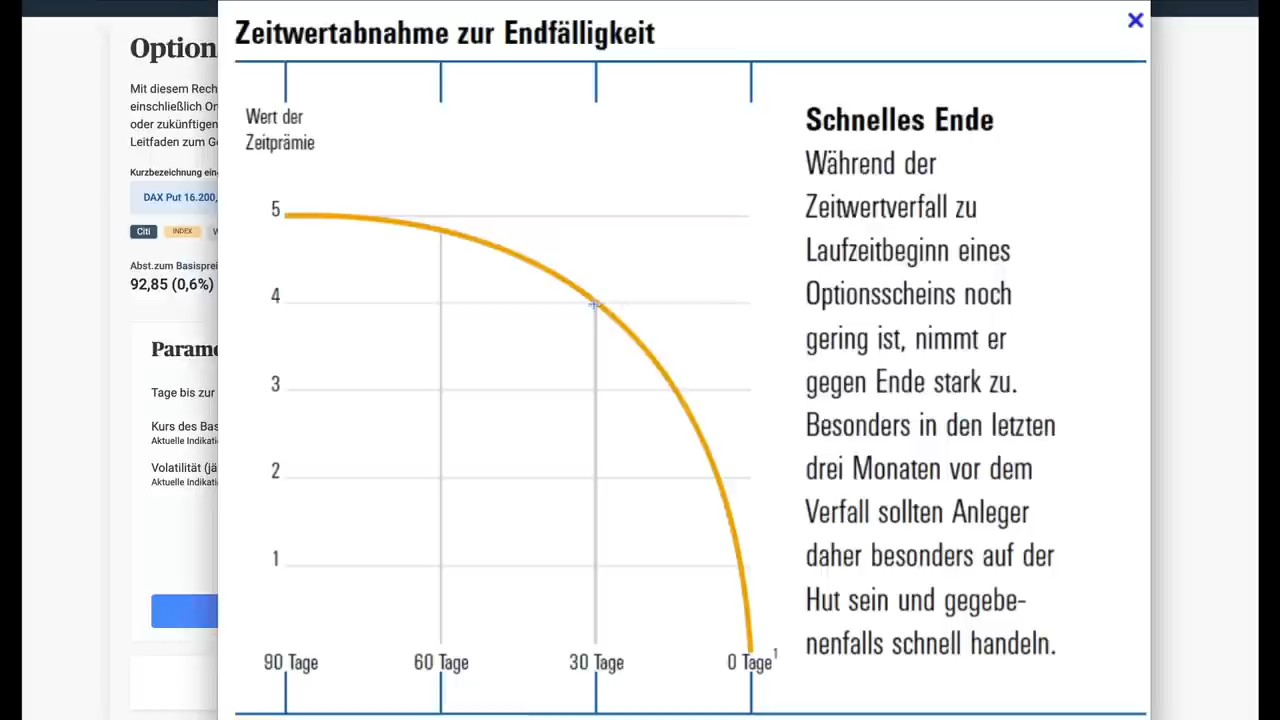 Zeitwertabnahme zur Endfälligkeit
Wert der
Zeitprämie
5
4
3
2
1
90 Tage
60 Tage
30 Tage
0 Tage¹
Schnelles Ende
Während der
Zeitwertverfall zu
Laufzeitbeginn eines
Optionsscheins noch
gering ist, nimmt er
gegen Ende stark zu.
Besonders in den letzten
drei Monaten vor dem
Verfall sollten Anleger
daher besonders auf der
Hut sein und gegebe-
nenfalls schnell handeln.
Option
Mit diesem Rech
einschließlich
oder zukünftigen
Leitfaden zum
Kurzbezeichnung ein
DAX Put 16.200,
Citi
INDEX
W
Abst.zum Basisprei
92,85 (0,6%)
Parame
Tage bis zur
Kurs des Bas
Aktuelle Indikati
Volatilität (jä
Aktuelle Indikati